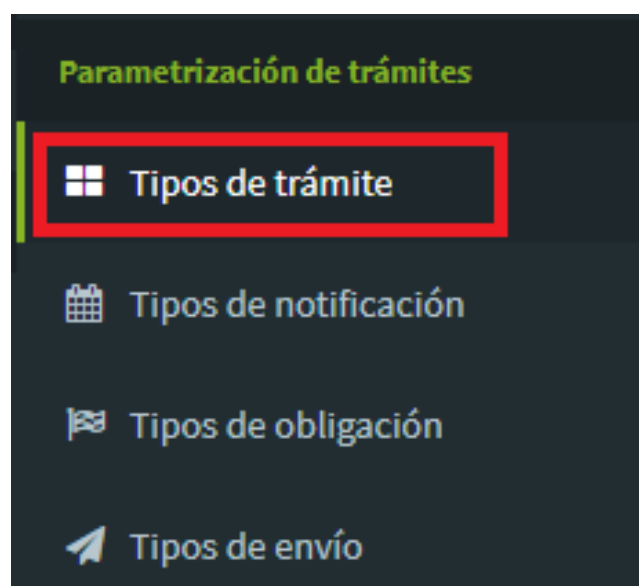 Parametrización de trámites
Tipos de trámite
Tipos de notificación
Tipos de obligación
Tipos de envío